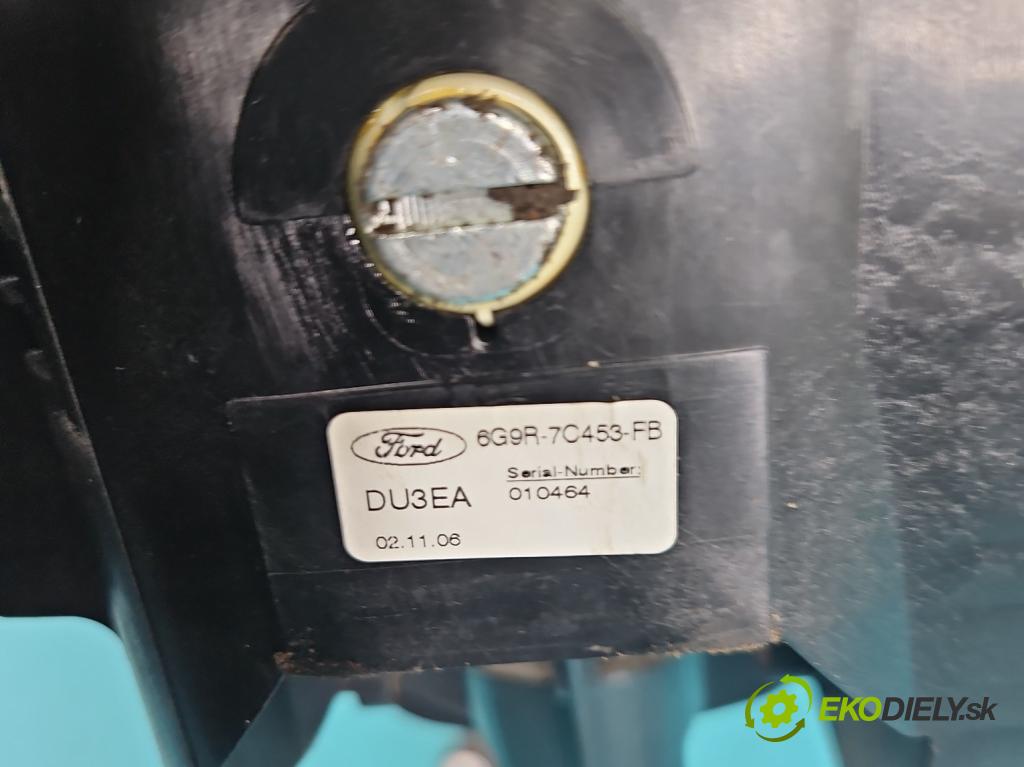 Ford 6G9R-7C453-FB
Serial-Number:
DU3EA 010464
02.11.06
EKODIELY.sk